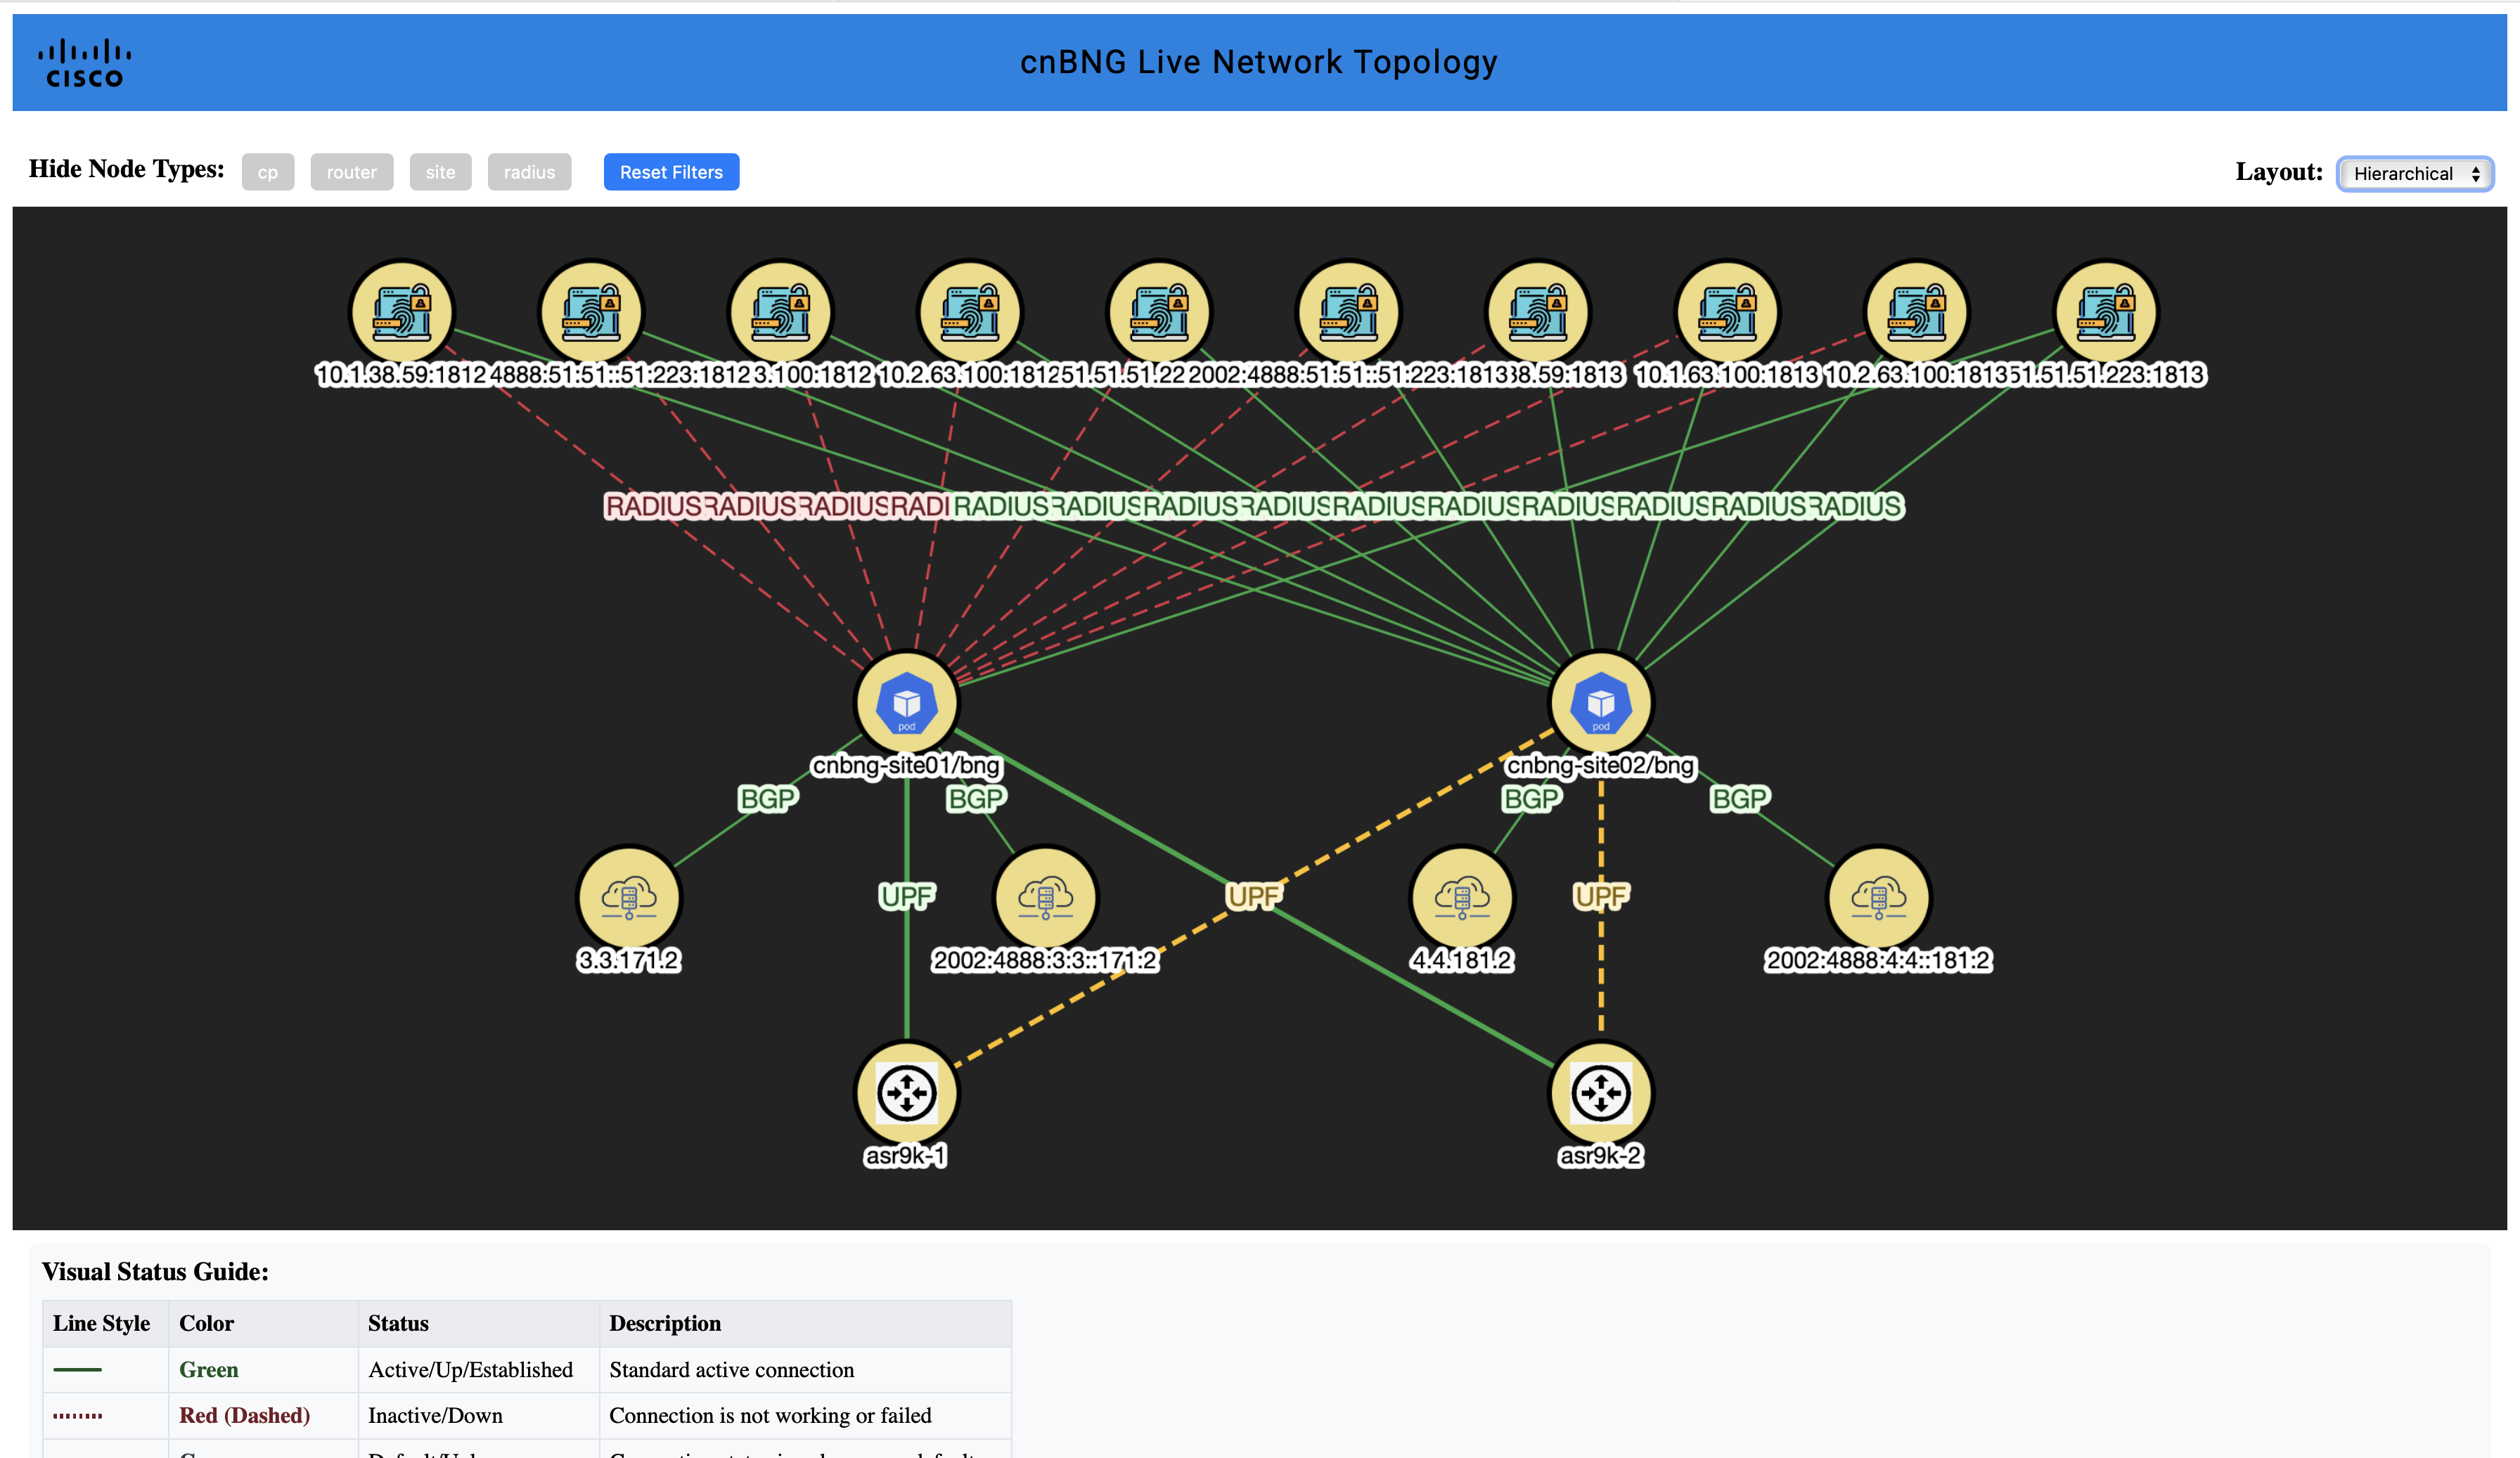 CISCO
cnBNG Live Network Topology
Hide Node Types: cp router site radius Reset Filters
Layout: Hierarchical
10.1.38.59:1812 4888:51:51::51:223:1812 3.100:1812 10.2.63.100:1812 51.51.51.22 2002:4888:51:51::51:223:1813 38.59:1813 10.1.63.100:1813 10.2.63.100:1813 51.51.51.223:1813
RADIUS RADIUS RADIUS RADI RADIUS RADIUS RADIUS RADIUS RADIUS RADIUS RADIUS RADIUS RADIUS RADIUS
pod pod
cnbng-site01/bng cnbng-site02/bng
BGP BGP BGP BGP
UPF UPF UPF
3.3.171.2 2002:4888:3:3::171:2 4.4.181.2 2002:4888:4:4::181:2
asr9k-1 asr9k-2
Visual Status Guide:
Line Style Color Status Description
Green Active/Up/Established Standard active connection
Red (Dashed) Inactive/Down Connection is not working or failed